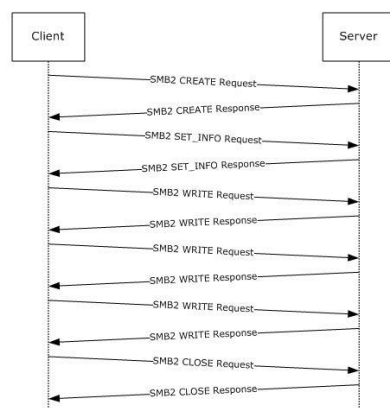 Client
Server
SMB2 CREATE Request
SMB2 CREATE Response
SMB2 SET_INFO Request
SMB2 SET_INFO Response
SMB2 WRITE Request
SMB2 WRITE Response
SMB2 WRITE Request
SMB2 WRITE Response
SMB2 WRITE Request
SMB2 WRITE Response
SMB2 CLOSE Request
SMB2 CLOSE Response